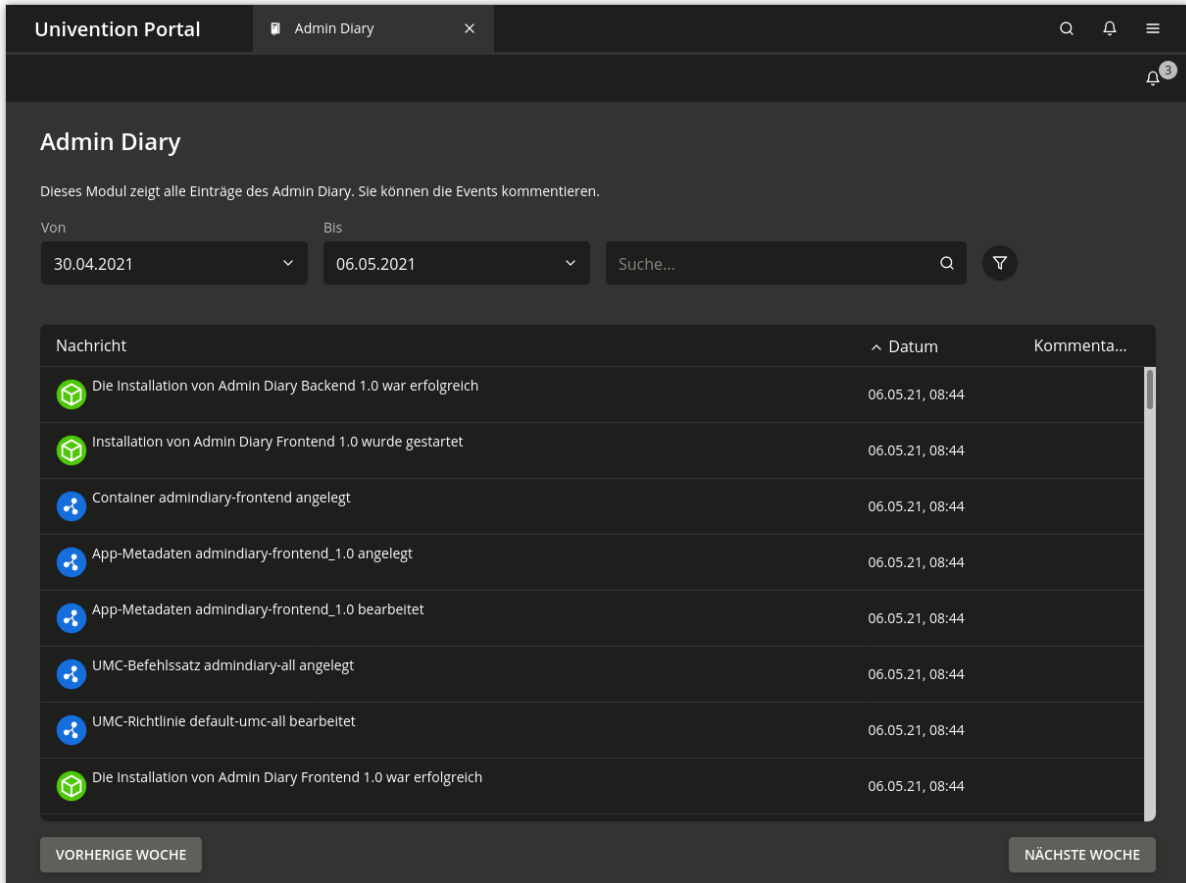 Univention Portal
Admin Diary
3
Admin Diary
Dieses Modul zeigt alle Einträge des Admin Diary. Sie können die Events kommentieren.
Von Bis
30.04.2021 06.05.2021 Suche...
Nachricht Datum Kommenta...
Die Installation von Admin Diary Backend 1.0 war erfolgreich 06.05.21, 08:44
Installation von Admin Diary Frontend 1.0 wurde gestartet 06.05.21, 08:44
Container admindiary-frontend angelegt 06.05.21, 08:44
App-Metadaten admindiary-frontend_1.0 angelegt 06.05.21, 08:44
App-Metadaten admindiary-frontend_1.0 bearbeitet 06.05.21, 08:44
UMC-Befehlssatz admindiary-all angelegt 06.05.21, 08:44
UMC-Richtlinie default-umc-all bearbeitet 06.05.21, 08:44
Die Installation von Admin Diary Frontend 1.0 war erfolgreich 06.05.21, 08:44
VORHERIGE WOCHE NÄCHSTE WOCHE